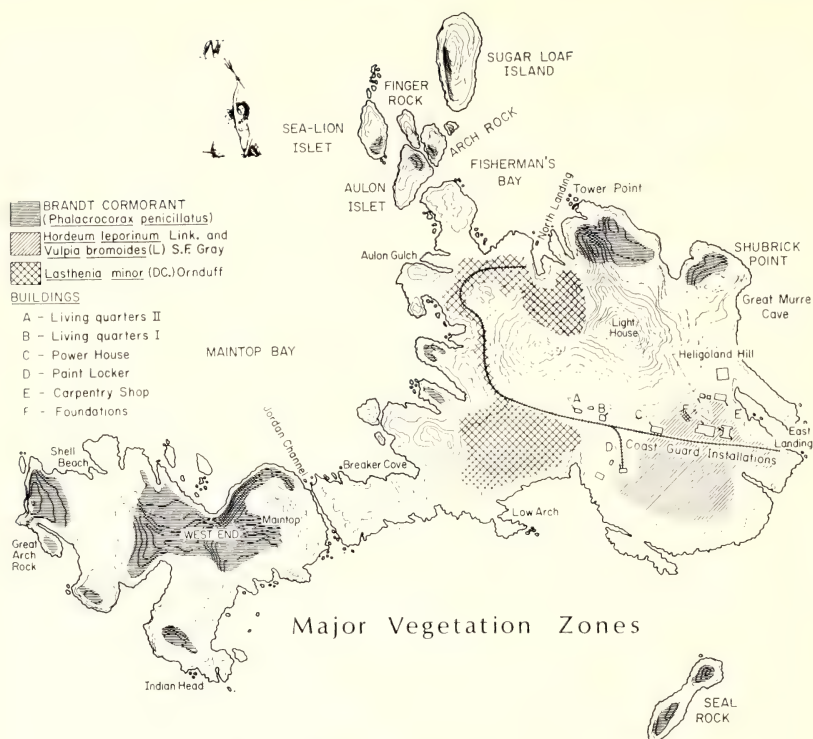 N
SUGAR LOAF
ISLAND
FINGER
ROCK
SEA-LION
ISLET
ARCH ROCK
FISHERMAN'S
BAY
AULON
ISLET
North Landing
Tower Point
SHUBRICK
POINT
Great Murre
Cave
Aulon Gulch
Light
House
Heligoland Hill
BRANDT CORMORANT
(Phalacrocorax penicillatus)
Hordeum leporinum Link. and
Vulpia bromoides (L) S.F. Gray
Lasthenia minor (DC.) Ornduff
BUILDINGS
A - Living quarters II
B - Living quarters I
C - Power House
D - Paint Locker
E - Carpentry Shop
F - Foundations
MAINTOP BAY
A
B
C
F
E
D
Coast Guard Installations
East
Landing
Shell
Beach
Jordan Channel
Breaker Cove
Great
Arch
Rock
WEST END
Maintop
Low Arch
Indian Head
Major Vegetation Zones
SEAL
ROCK